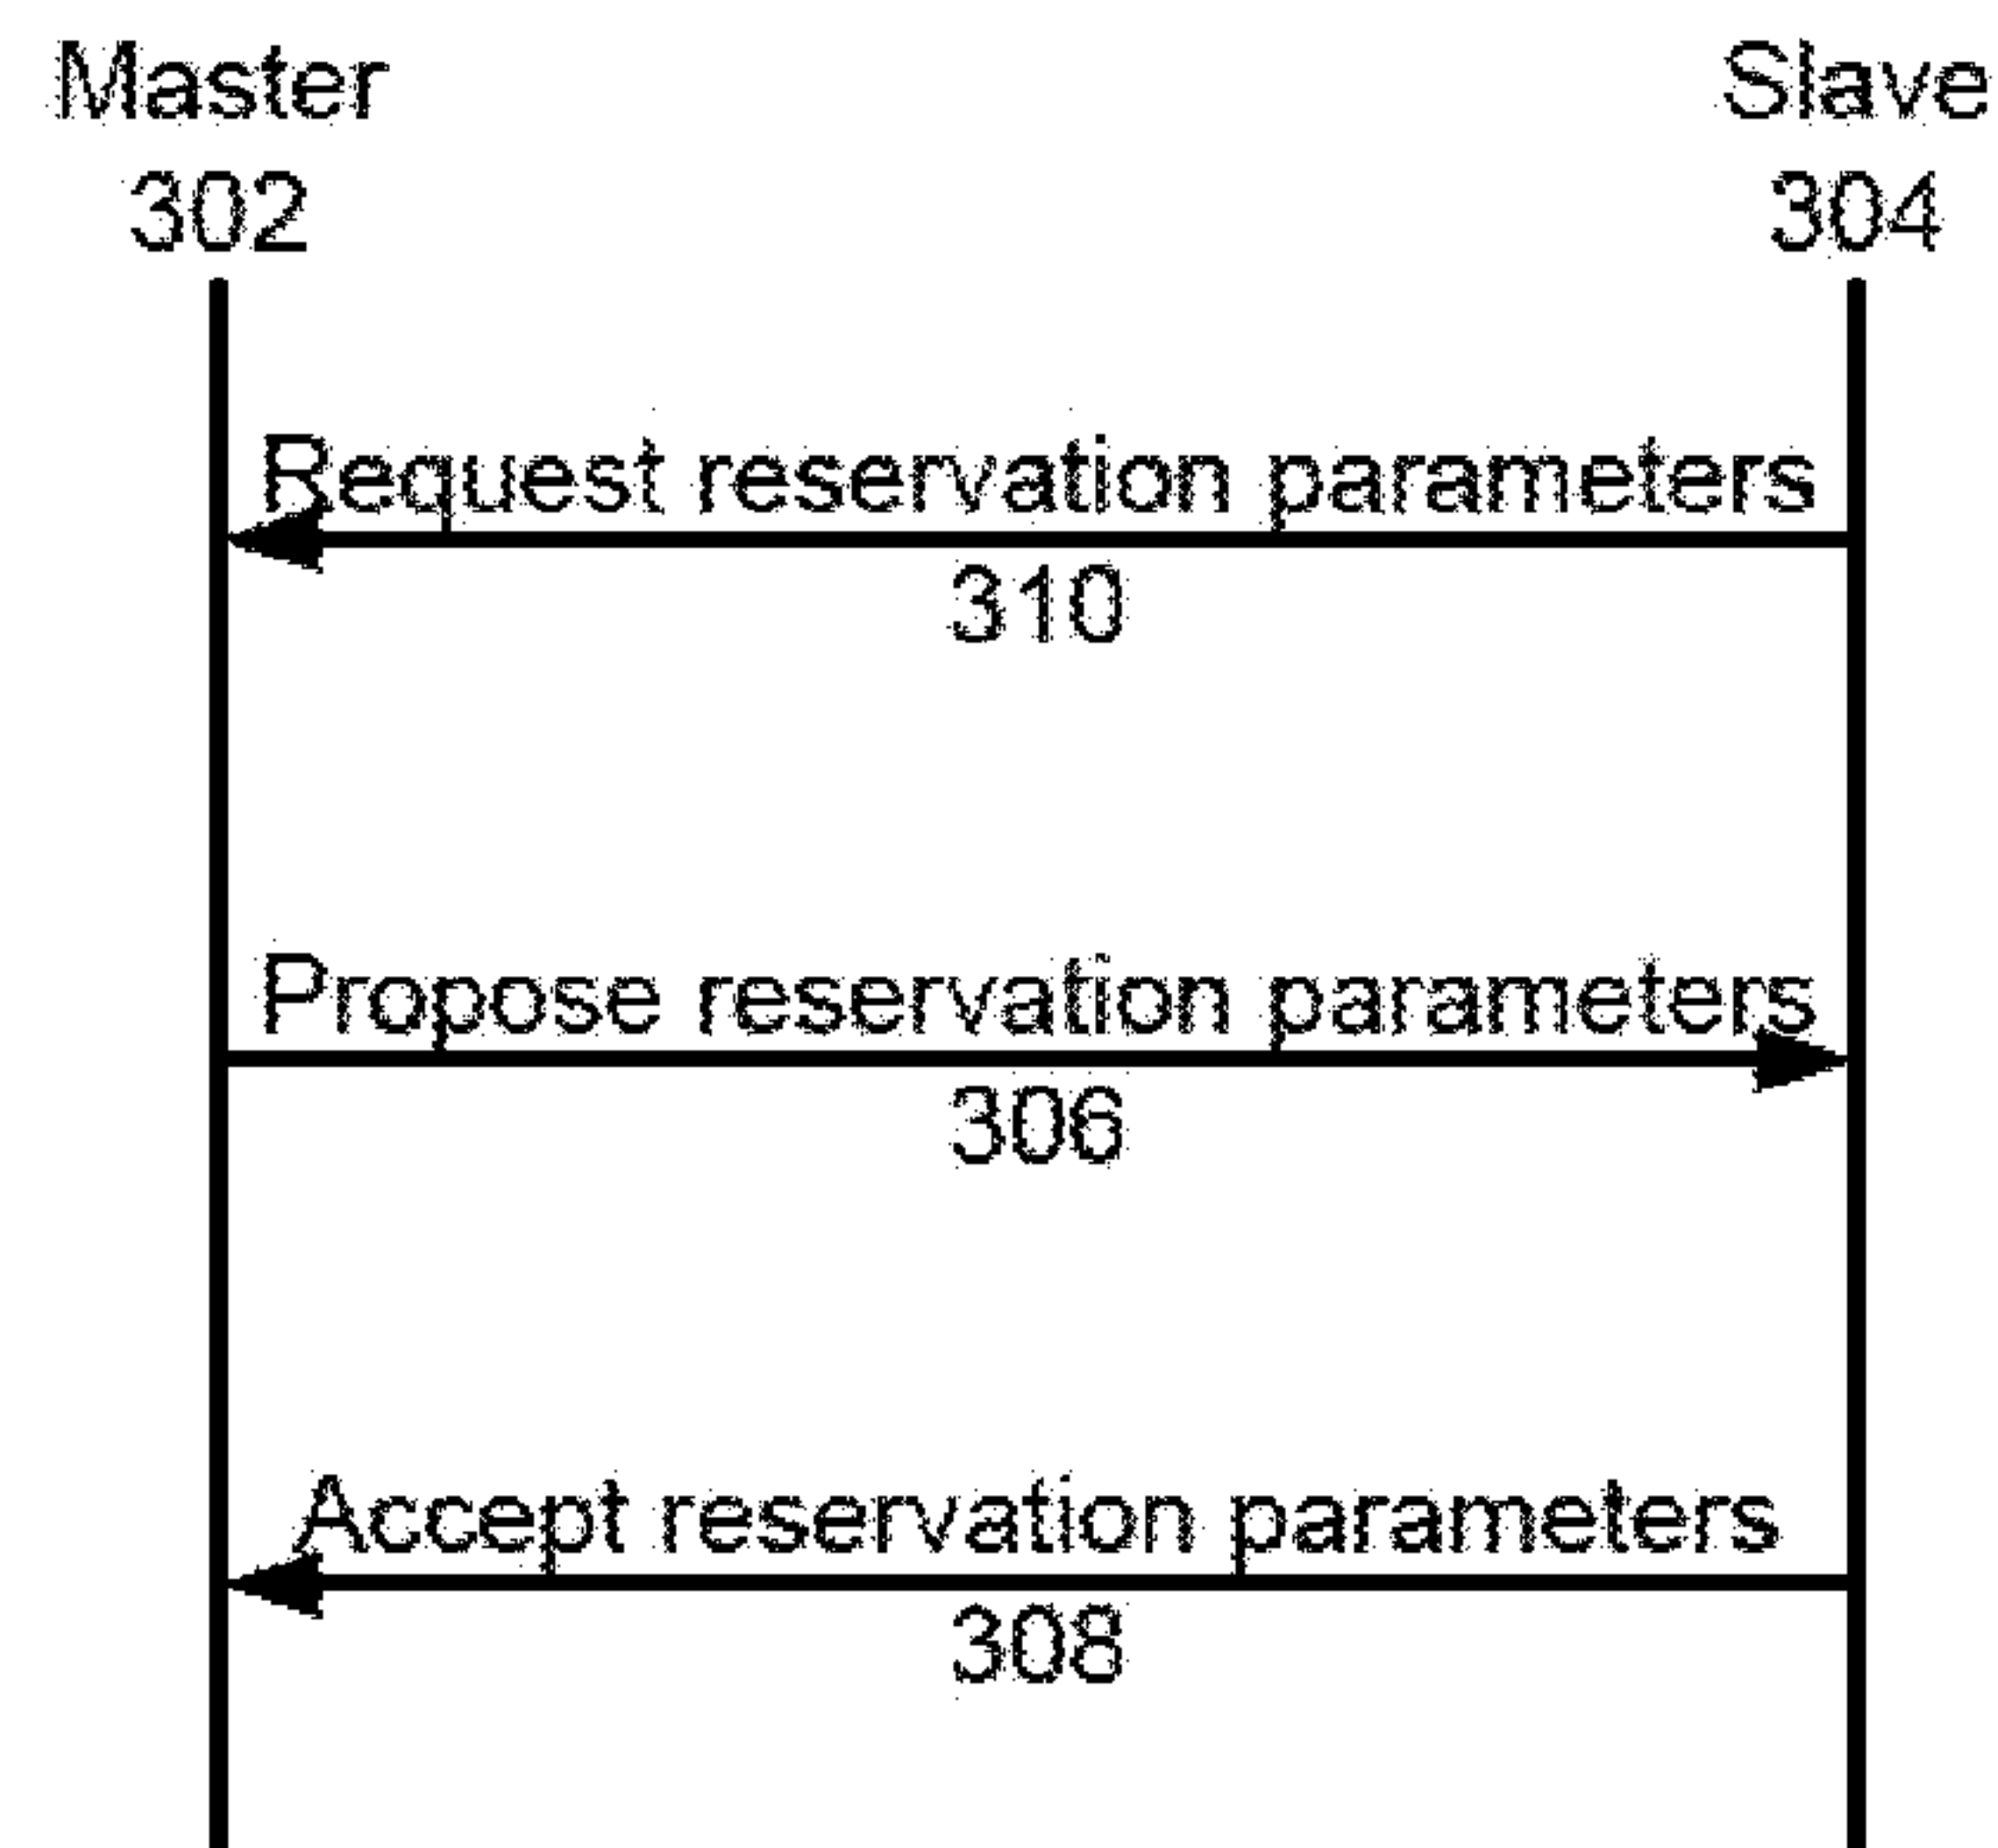 Master
Slave
302
304
Request reservation parameters
310
Propose reservation parameters
306
Accept reservation parameters
308